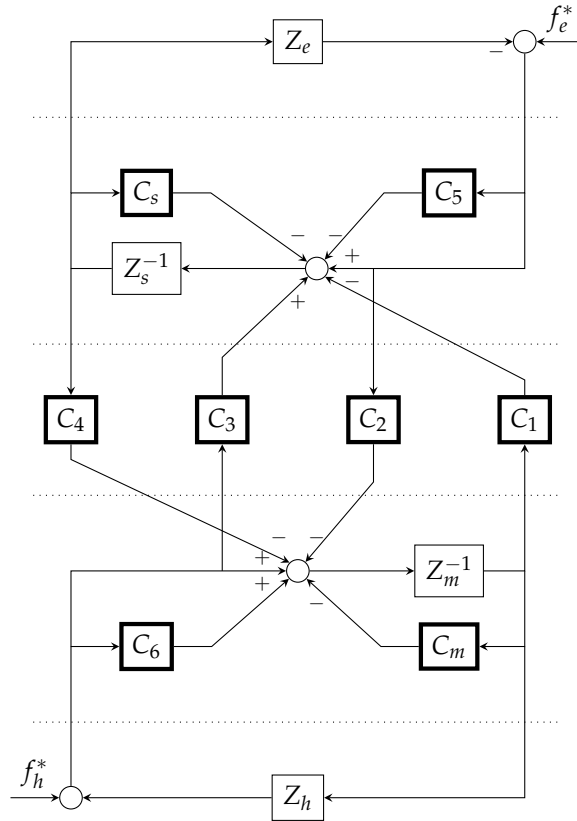 Z_e
f_e^*
−
C_s
C_5
−
−
+
Z_s^{-1}
−
+
C_4
C_3
C_2
C_1
−
−
+
Z_m^{-1}
+
−
C_6
C_m
f_h^*
Z_h